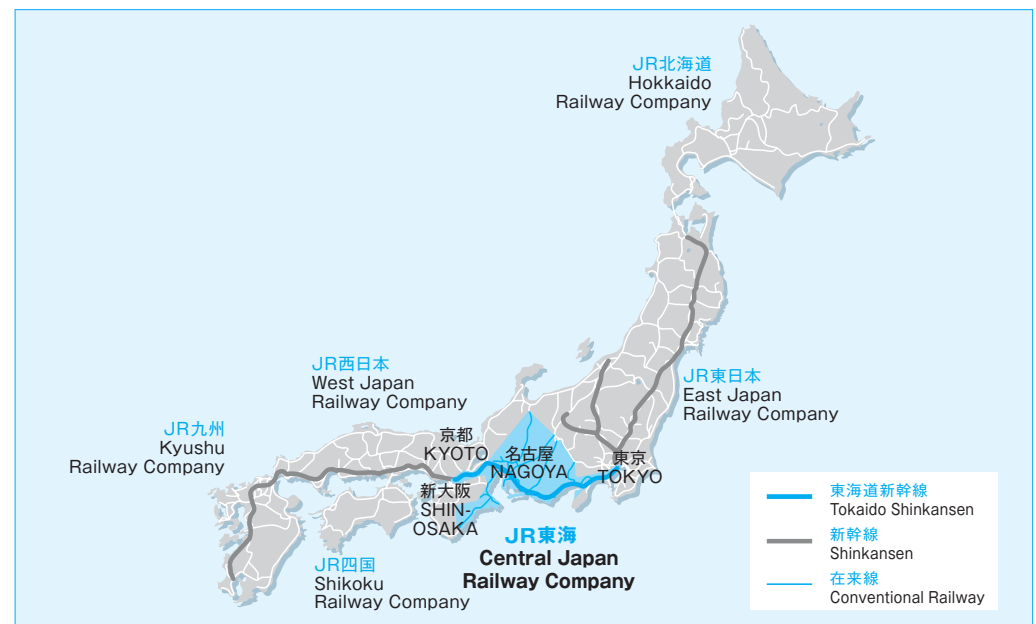 JR北海道
Hokkaido
Railway Company
JR西日本
West Japan
Railway Company
JR東日本
East Japan
Railway Company
JR九州
Kyushu
Railway Company
京都
KYOTO
名古屋
NAGOYA
東京
TOKYO
新大阪
SHIN-
OSAKA
JR東海
Central Japan
Railway Company
JR四国
Shikoku
Railway Company
東海道新幹線
Tokaido Shinkansen
新幹線
Shinkansen
在来線
Conventional Railway